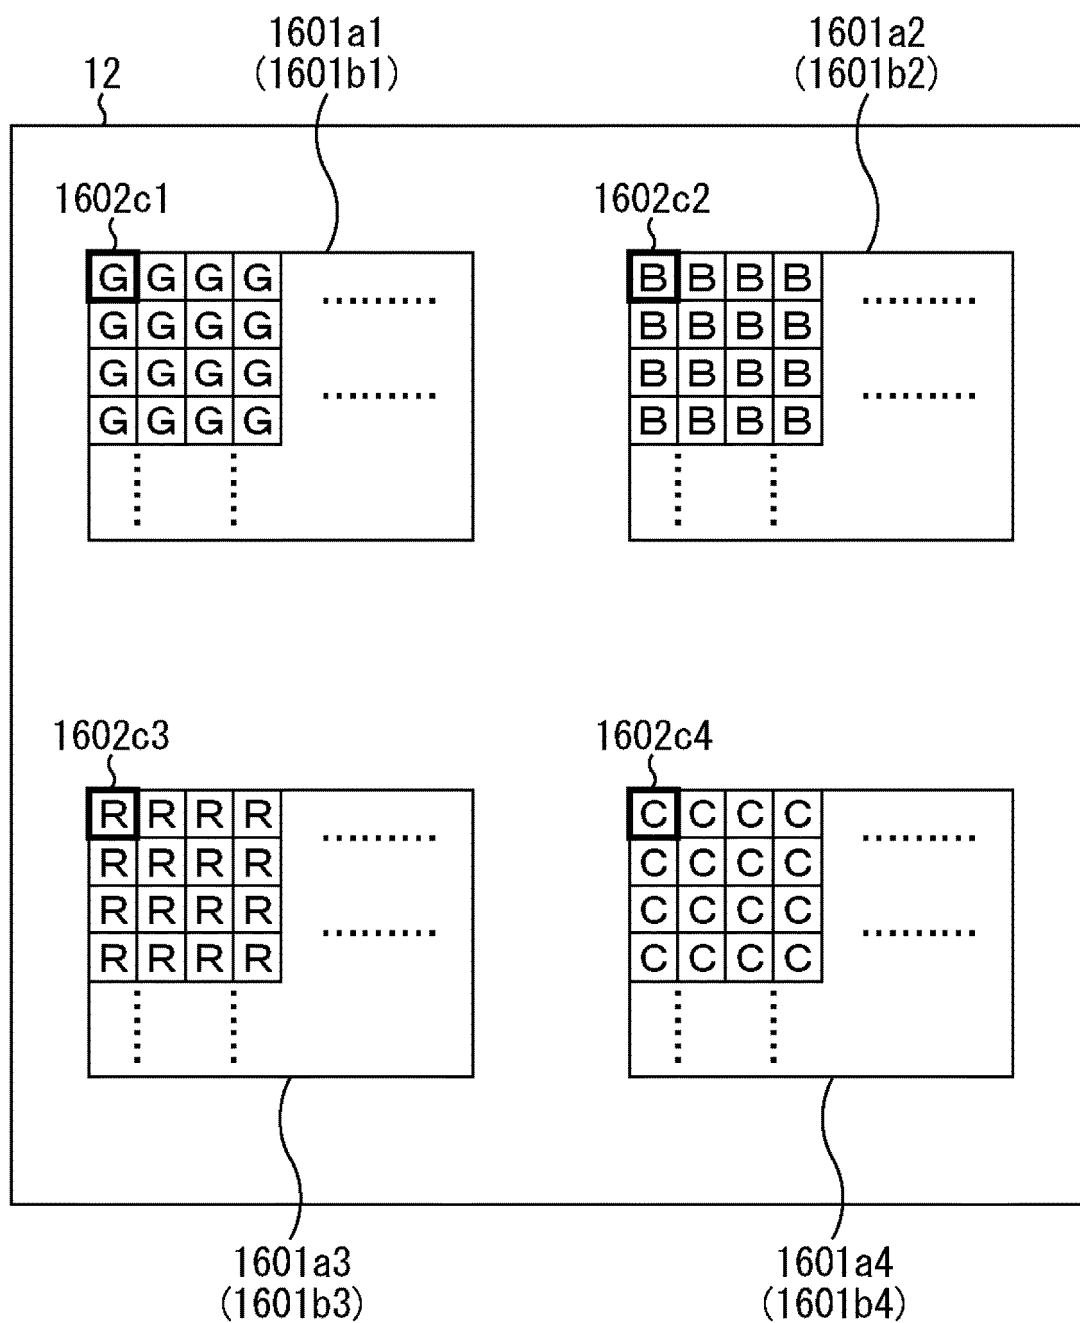 1601a1
(1601b1)
1601a2
(1601b2)
12
1602c1
1602c2
G G G G
G G G G
G G G G
G G G G
B B B B
B B B B
B B B B
B B B B
1602c3
1602c4
R R R R
R R R R
R R R R
R R R R
C C C C
C C C C
C C C C
C C C C
1601a3
(1601b3)
1601a4
(1601b4)